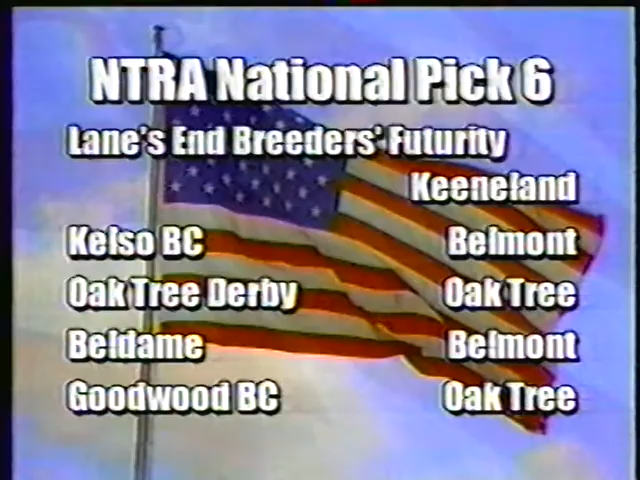 NTRA National Pick 6
Lane's End Breeders' Futurity
Keeneland
Kelso BC Belmont
Oak Tree Derby Oak Tree
Beldame Belmont
Goodwood BC Oak Tree